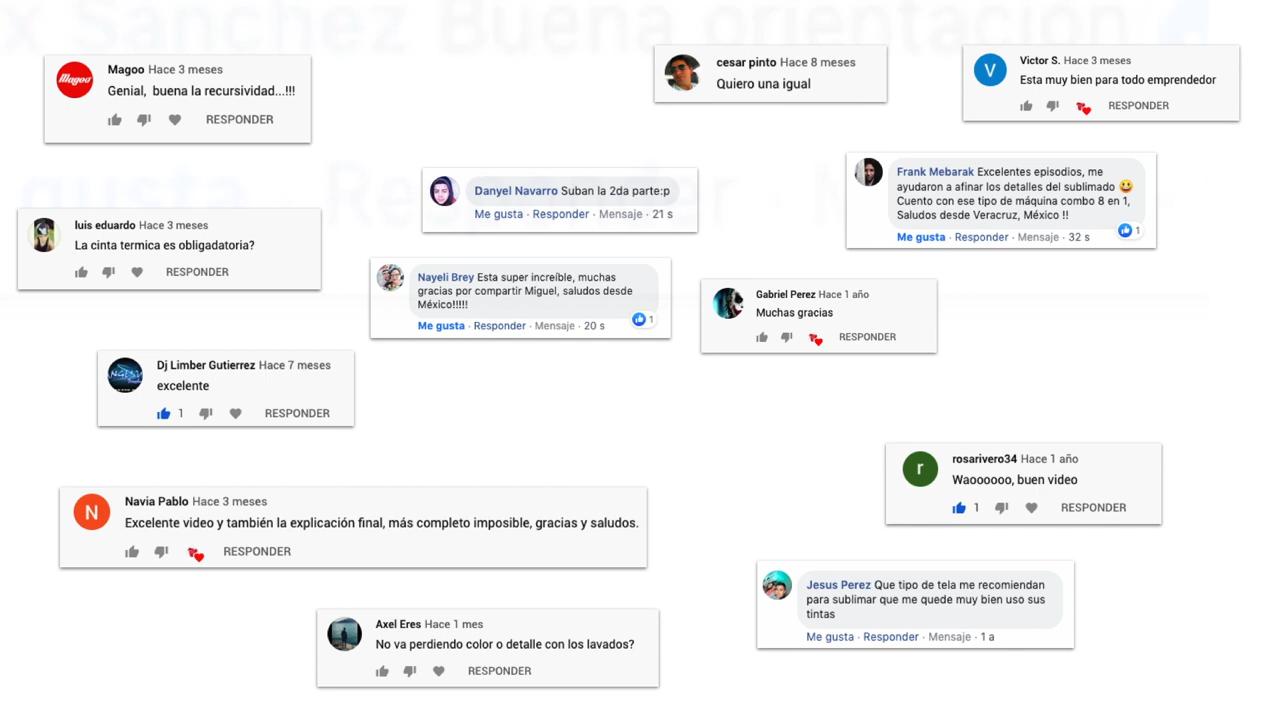 x Sanchez Buena orientación
Magoo Hace 3 meses
Genial, buena la recursividad...!!!
RESPONDER
cesar pinto Hace 8 meses
Quiero una igual
Victor S. Hace 3 meses
Esta muy bien para todo emprendedor
RESPONDER
Danyel Navarro Suban la 2da parte:p
Me gusta · Responder · Mensaje · 21 s
Frank Mebarak Excelentes episodios, me
ayudaron a afinar los detalles del sublimado 😃
Cuento con ese tipo de máquina combo 8 en 1,
Saludos desde Veracruz, México !!
1
Me gusta · Responder · Mensaje · 32 s
luis eduardo Hace 3 meses
La cinta termica es obligadatoria?
RESPONDER
Nayeli Brey Esta super increíble, muchas
gracias por compartir Miguel, saludos desde
México!!!!!
1
Me gusta · Responder · Mensaje · 20 s
Gabriel Perez Hace 1 año
Muchas gracias
RESPONDER
Dj Limber Gutierrez Hace 7 meses
excelente
1 RESPONDER
r
rosarivero34 Hace 1 año
Waoooooo, buen video
1 RESPONDER
N
Navia Pablo Hace 3 meses
Excelente video y también la explicación final, más completo imposible, gracias y saludos.
RESPONDER
Jesus Perez Que tipo de tela me recomiendan
para sublimar que me quede muy bien uso sus
tintas
Me gusta · Responder · Mensaje · 1 a
Axel Eres Hace 1 mes
No va perdiendo color o detalle con los lavados?
RESPONDER